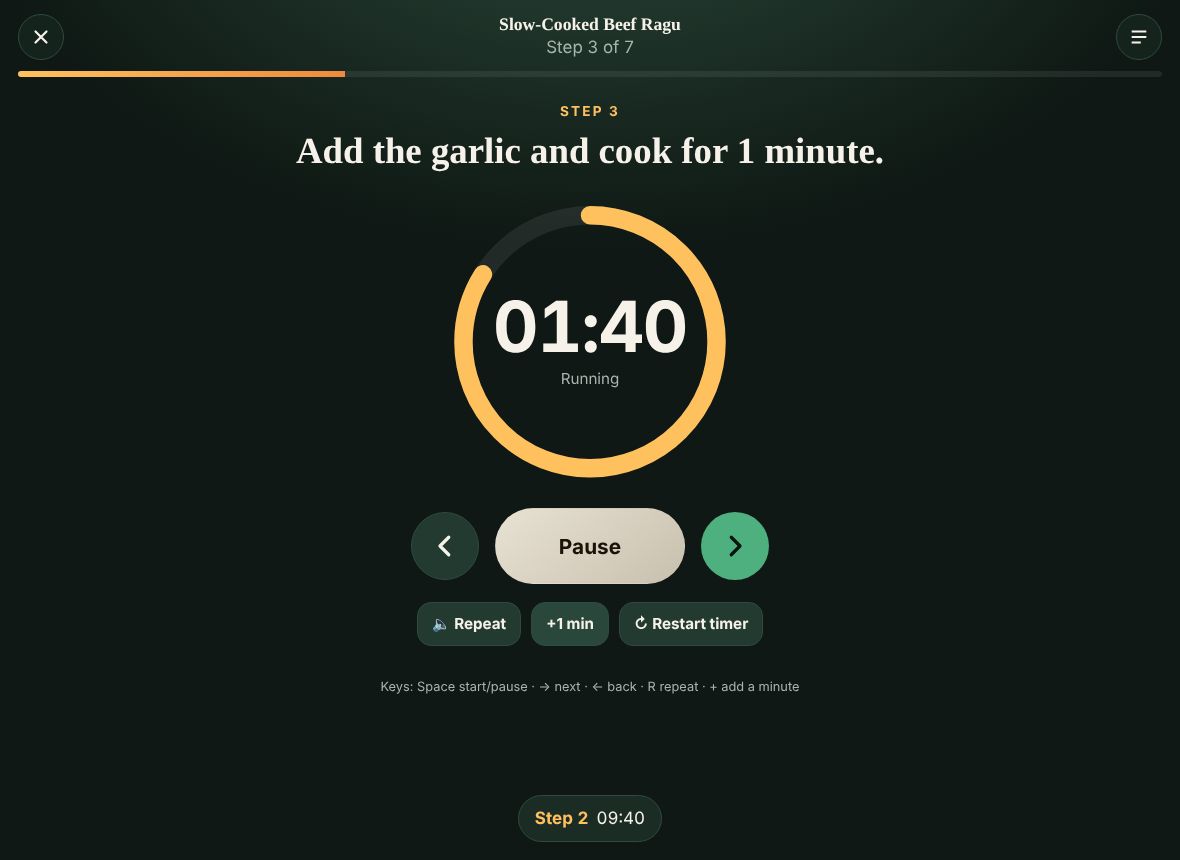 Slow-Cooked Beef Ragu
Step 3 of 7
STEP 3
Add the garlic and cook for 1 minute.
01:40
Running
Pause
🔈 Repeat
+1 min
↻ Restart timer
Keys: Space start/pause · → next · ← back · R repeat · + add a minute
Step 2 09:40